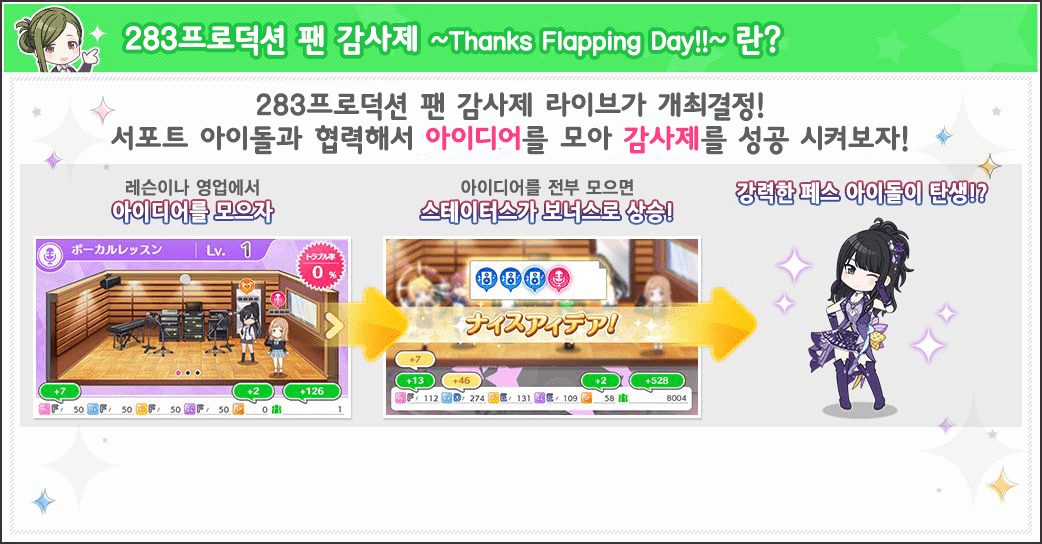 283프로덕션 팬 감사제 ~Thanks Flapping Day!!~ 란?
283프로덕션 팬 감사제 라이브가 개최결정!
서포트 아이돌과 협력해서 아이디어를 모아 감사제를 성공 시켜보자!
레슨이나 영업에서
아이디어를 모으자
ボーカルレッスン Lv. 1
トラブル率
0 %
+7 +2 +126
F 50 F 50 F 50 F 50 0 1
아이디어를 전부 모으면
스테이터스가 보너스로 상승!
ナイスアイデア!
+7
+13 +46 +2 +528
F 112 D 274 E 131 E 109 58 8004
강력한 페스 아이돌이 탄생!?